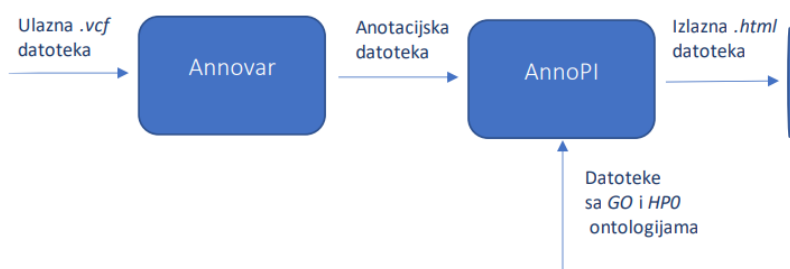 Ulazna .vcf
datoteka
Annovar
Anotacijska
datoteka
AnnoPI
Izlazna .html
datoteka
Datoteke
sa GO i HP0
ontologijama